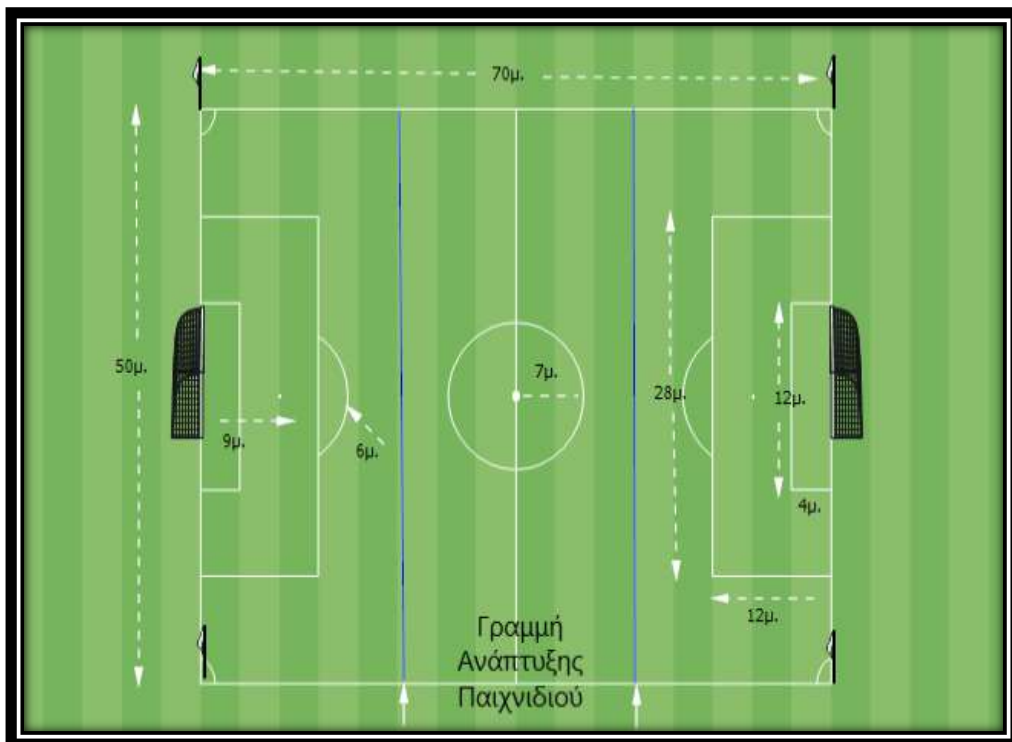 70μ.
50μ.
7μ.
28μ.
12μ.
9μ.
6μ.
4μ.
12μ.
Γραμμή
Ανάπτυξης
Παιχνιδιού